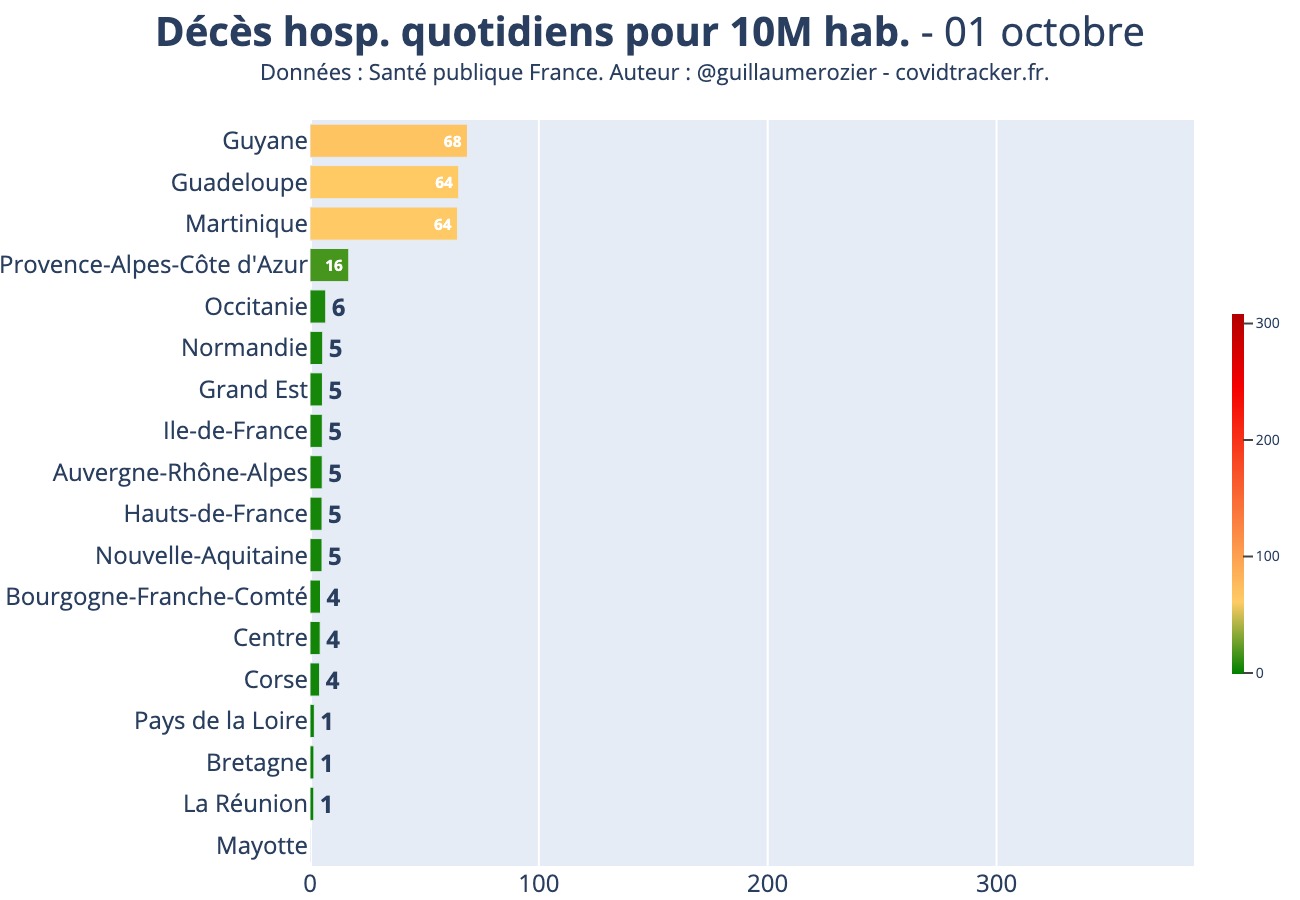 Décès hosp. quotidiens pour 10M hab. - 01 octobre
Données : Santé publique France. Auteur : @guillaumerozier - covidtracker.fr.
Guyane 68
Guadeloupe 64
Martinique 64
Provence-Alpes-Côte d'Azur 16
Occitanie 6
Normandie 5
Grand Est 5
Ile-de-France 5
Auvergne-Rhône-Alpes 5
Hauts-de-France 5
Nouvelle-Aquitaine 5
Bourgogne-Franche-Comté 4
Centre 4
Corse 4
Pays de la Loire 1
Bretagne 1
La Réunion 1
Mayotte
0 100 200 300
300
200
100
0